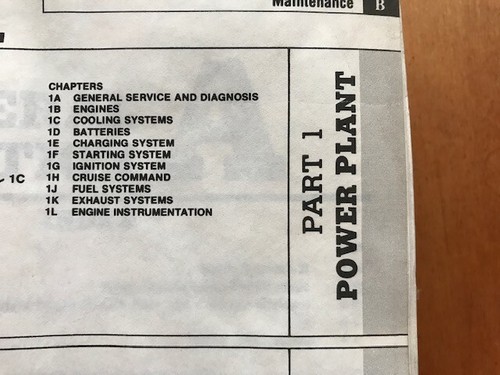 Maintenance B
CHAPTERS
1A GENERAL SERVICE AND DIAGNOSIS
1B ENGINES
1C COOLING SYSTEMS
1D BATTERIES
1E CHARGING SYSTEM
1F STARTING SYSTEM
1G IGNITION SYSTEM
1C 1H CRUISE COMMAND
1J FUEL SYSTEMS
1K EXHAUST SYSTEMS
1L ENGINE INSTRUMENTATION
PART 1
POWER PLANT